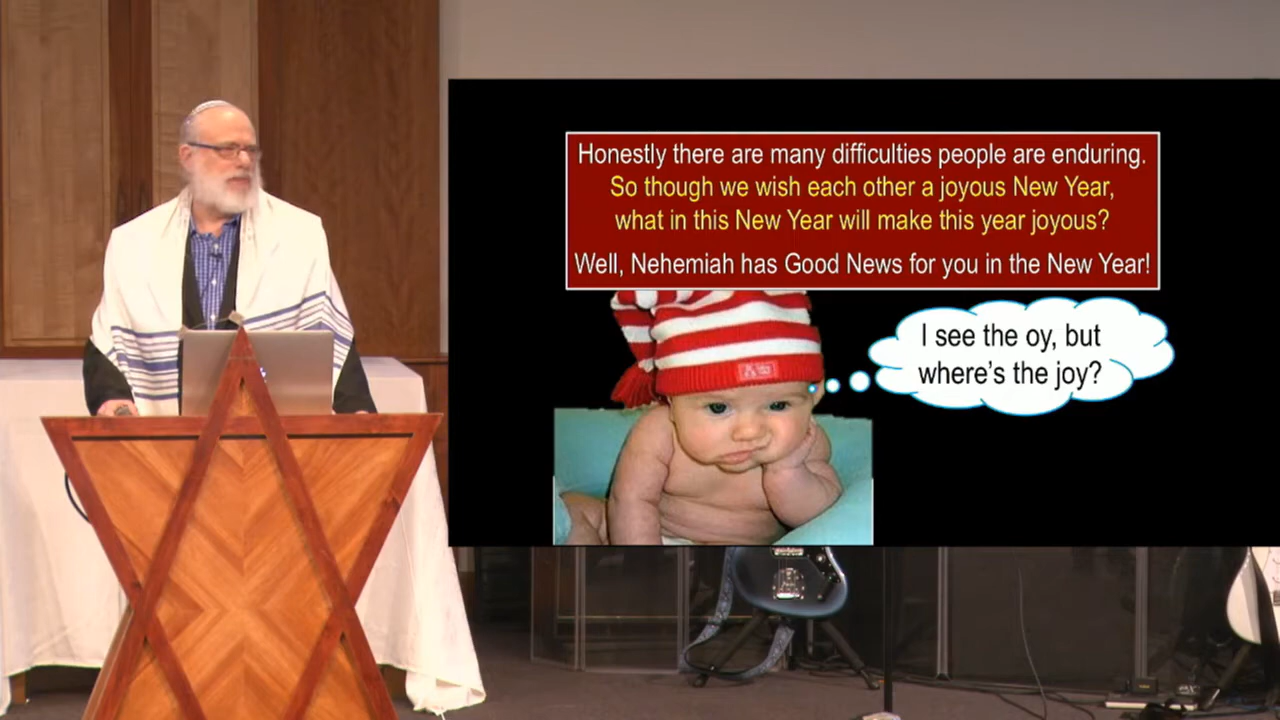 Honestly there are many difficulties people are enduring.
So though we wish each other a joyous New Year,
what in this New Year will make this year joyous?
Well, Nehemiah has Good News for you in the New Year!
I see the oy, but
where's the joy?